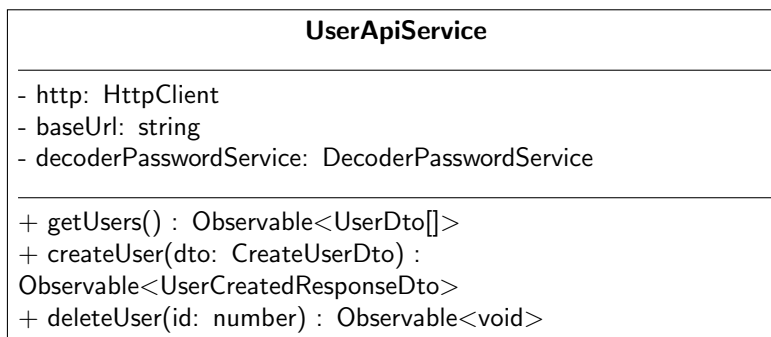 UserApiService
- http: HttpClient
- baseUrl: string
- decoderPasswordService: DecoderPasswordService
+ getUsers() : Observable<UserDto[]>
+ createUser(dto: CreateUserDto) :
Observable<UserCreatedResponseDto>
+ deleteUser(id: number) : Observable<void>